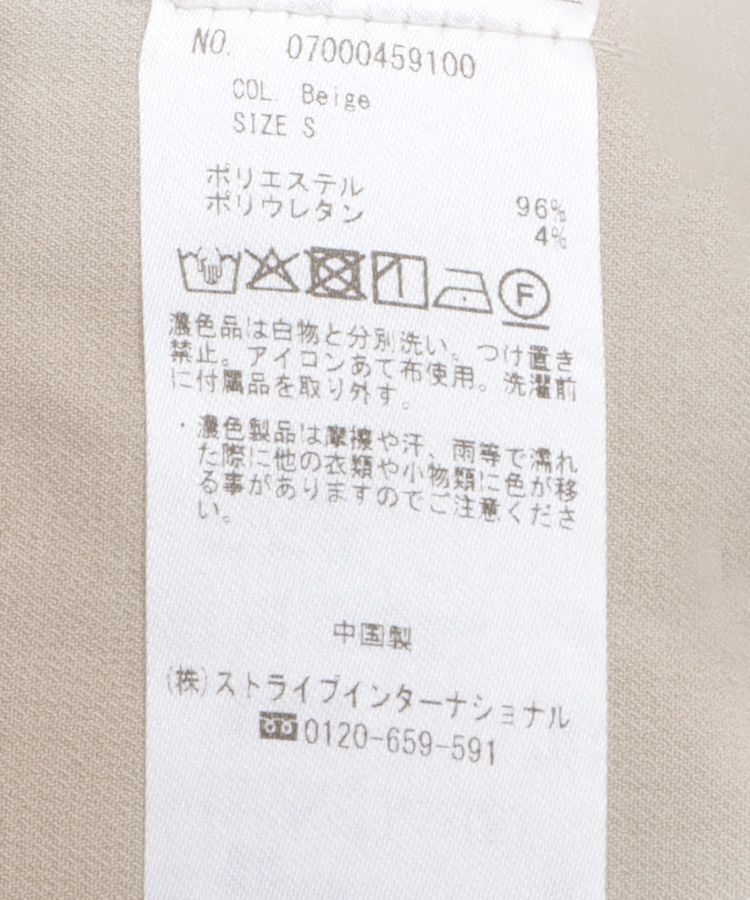 NO. 07000459100
COL. Beige
SIZE S
ポリエステル 96%
ポリウレタン 4%
F
濃色品は白物と分別洗い。つけ置き
禁止。アイロンあて布使用。洗濯前
に付属品を取り外す。
・濃色製品は摩擦や汗、雨等で濡れ
た際に他の衣類や小物類に色が移
る事がありますのでご注意くださ
い。
中国製
(株)ストライプインターナショナル
0120-659-591